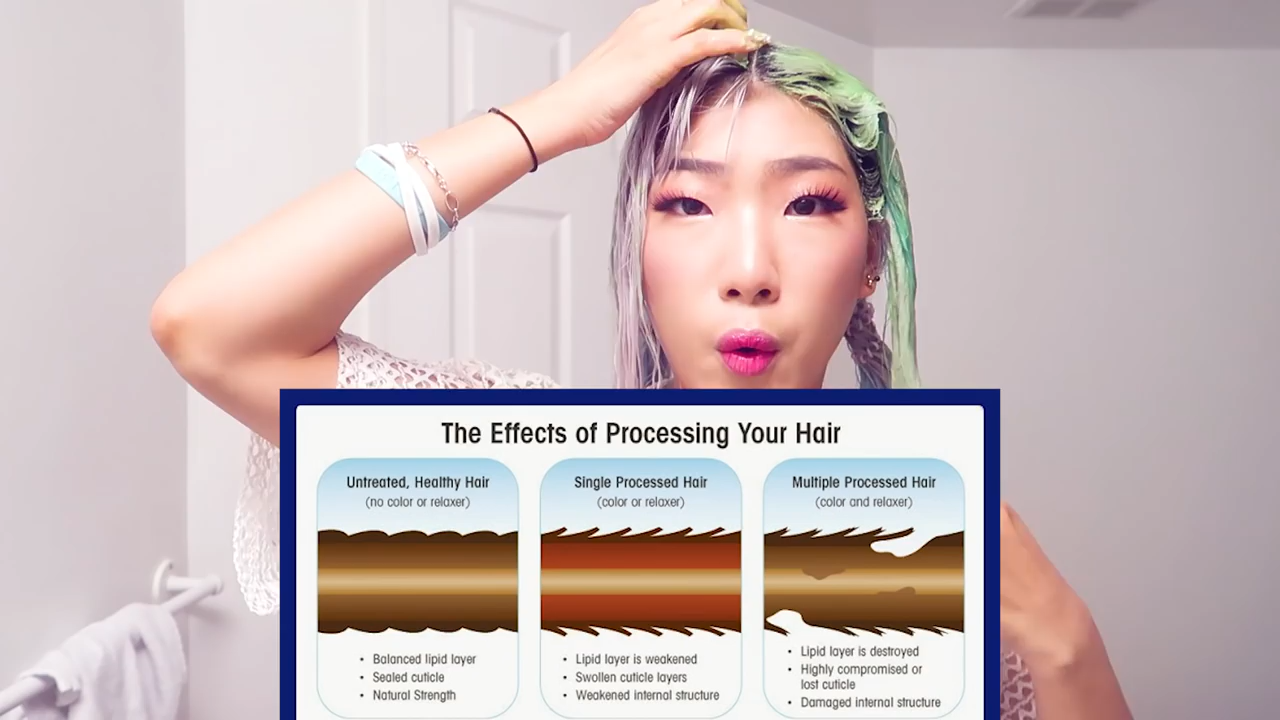 The Effects of Processing Your Hair
Untreated, Healthy Hair
(no color or relaxer)
• Balanced lipid layer
• Sealed cuticle
• Natural Strength
Single Processed Hair
(color or relaxer)
• Lipid layer is weakened
• Swollen cuticle layers
• Weakened internal structure
Multiple Processed Hair
(color and relaxer)
• Lipid layer is destroyed
• Highly compromised or
lost cuticle
• Damaged internal structure